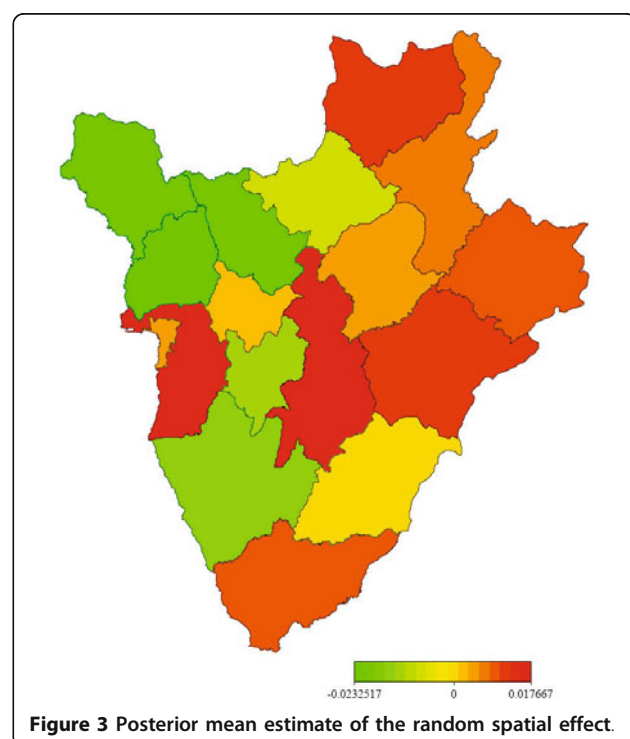 -0.0232517 0 0.017667
Figure 3 Posterior mean estimate of the random spatial effect.